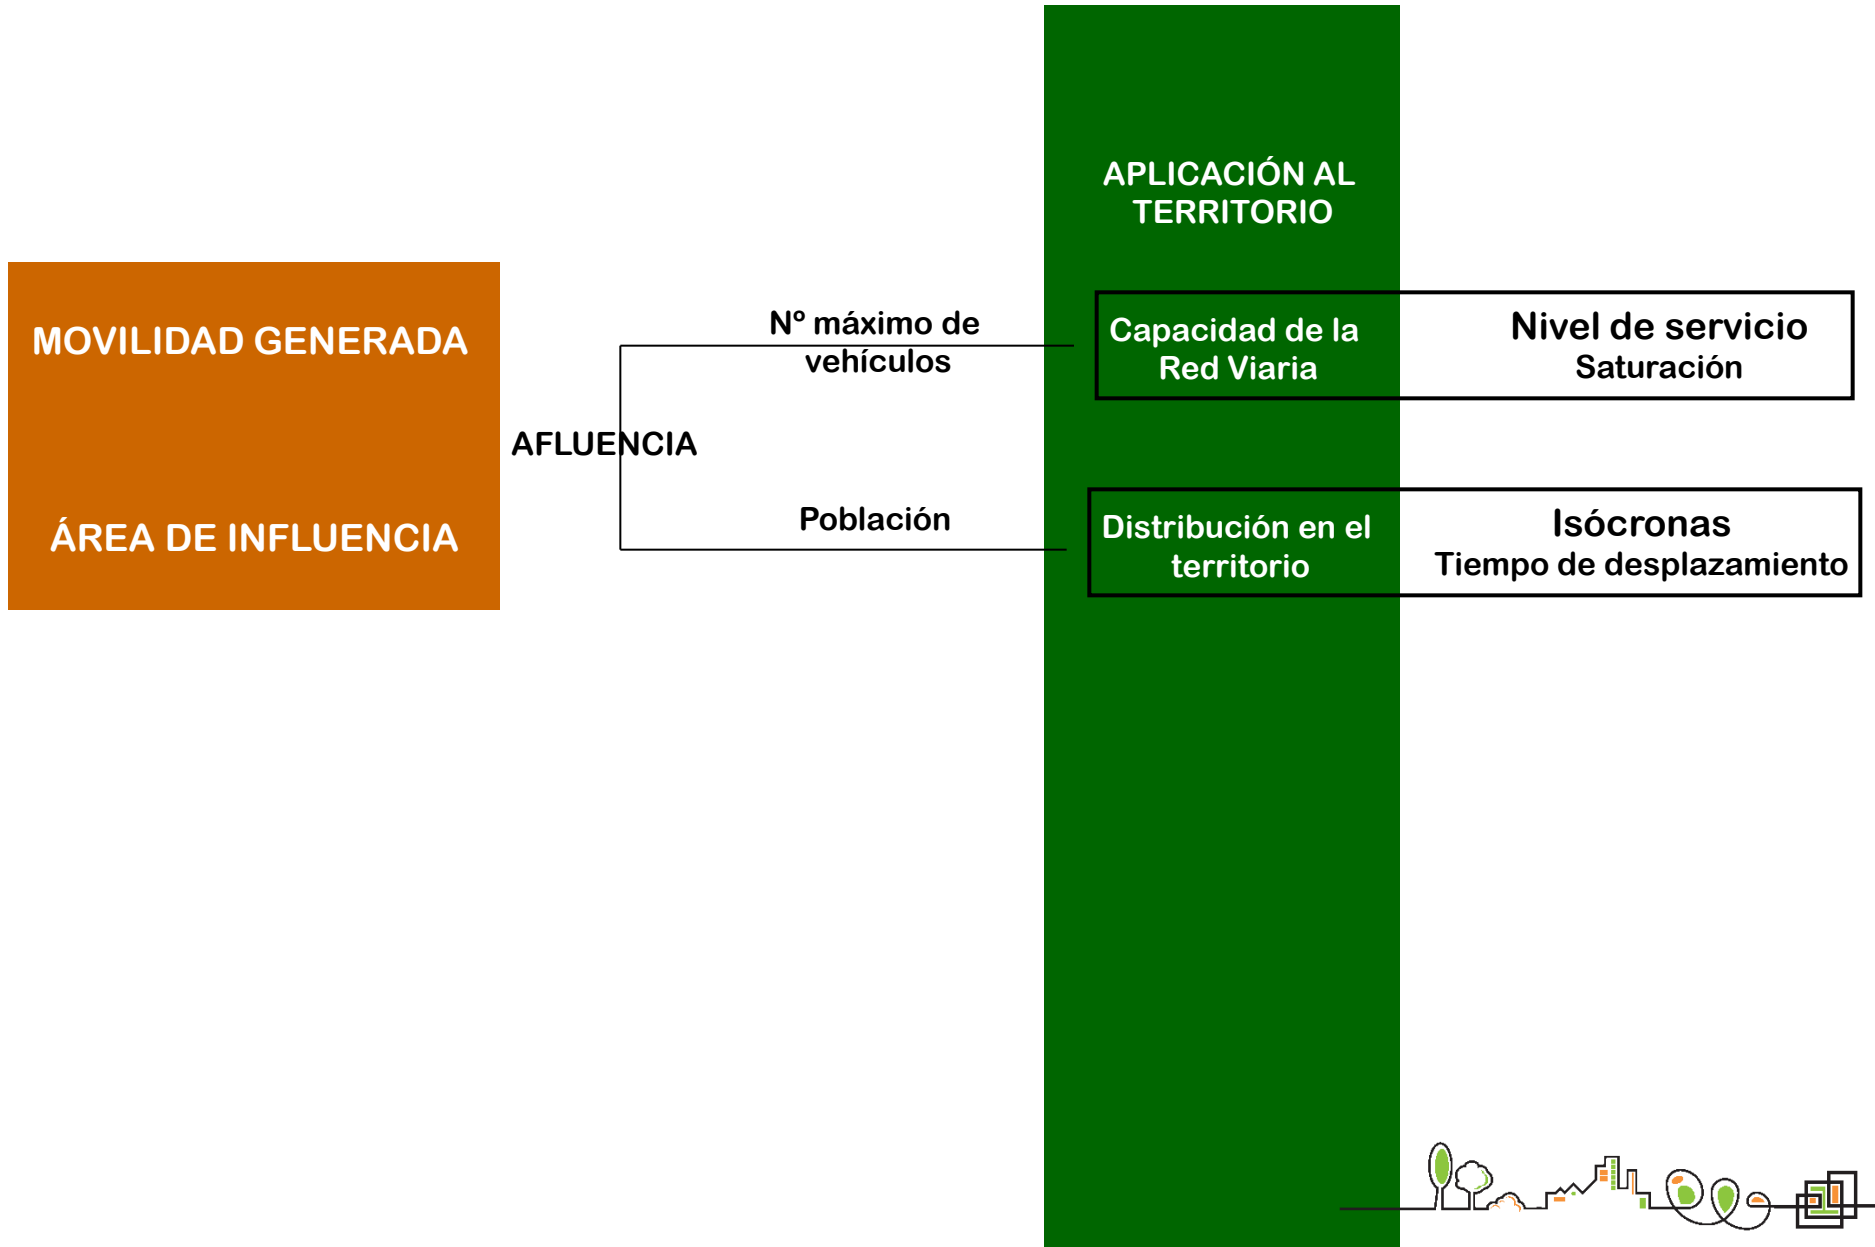 APLICACIÓN AL
TERRITORIO
MOVILIDAD GENERADA
ÁREA DE INFLUENCIA
AFLUENCIA
Nº máximo de
vehículos
Población
Capacidad de la
Red Viaria
Nivel de servicio
Saturación
Distribución en el
territorio
Isócronas
Tiempo de desplazamiento